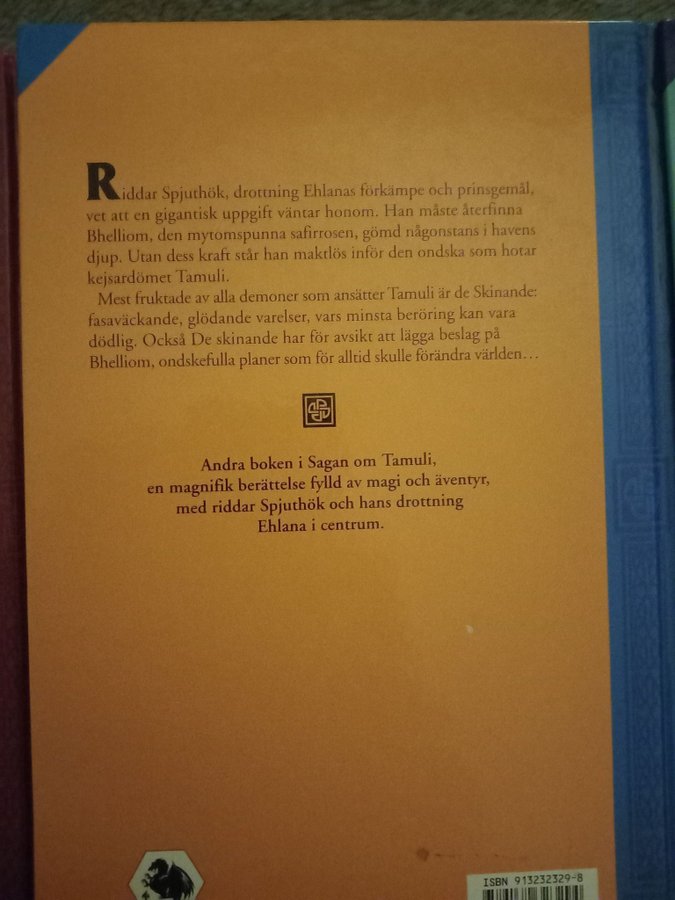 Riddar Spjuthök, drottning Ehlanas förkämpe och prinsgemål,
vet att en gigantisk uppgift väntar honom. Han måste återfinna
Bhelliom, den mytomspunna safirrosen, gömd någonstans i havens
djup. Utan dess kraft står han maktlös inför den ondska som hotar
kejsardömet Tamuli.
Mest fruktade av alla demoner som ansätter Tamuli är de Skinande:
fasaväckande, glödande varelser, vars minsta beröring kan vara
dödlig. Också De skinande har för avsikt att lägga beslag på
Bhelliom, ondskefulla planer som för alltid skulle förändra världen…
Andra boken i Sagan om Tamuli,
en magnifik berättelse fylld av magi och äventyr,
med riddar Spjuthök och hans drottning
Ehlana i centrum.
ISBN 913232329-8